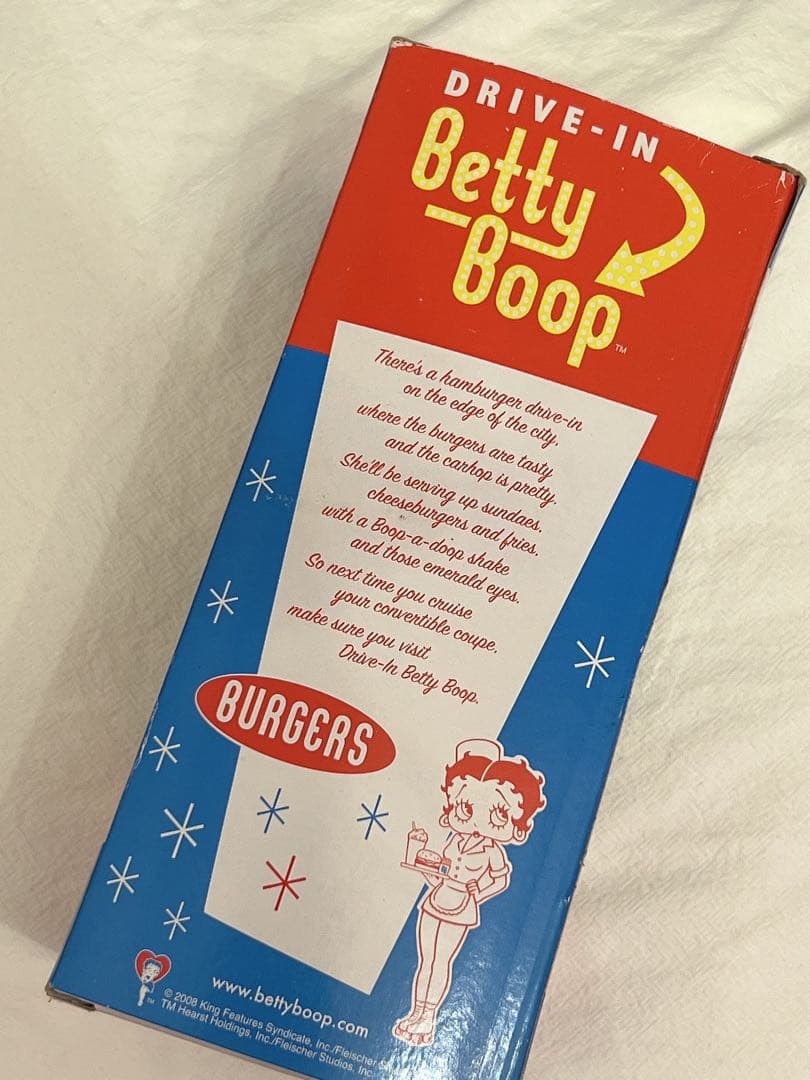 DRIVE-IN
Betty
Boop™
There's a hamburger drive-in
on the edge of the city,
where the burgers are tasty
and the carhop is pretty.
She'll be serving up sundaes,
cheeseburgers and fries,
with a Boop-a-doop shake
and those emerald eyes.
So next time you cruise
your convertible coupe,
make sure you visit
Drive-In Betty Boop.
BURGERS
www.bettyboop.com
TM
© 2008 King Features Syndicate, Inc./Fleischer
TM Hearst Holdings, Inc./Fleischer Studios, Inc.